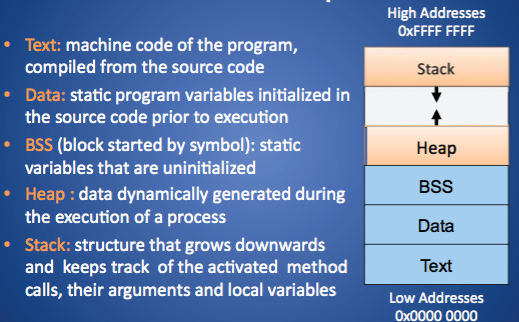 • Text: machine code of the program,
compiled from the source code
• Data: static program variables initialized in
the source code prior to execution
• BSS (block started by symbol): static
variables that are uninitialized
• Heap : data dynamically generated during
the execution of a process
• Stack: structure that grows downwards
and keeps track of the activated method
calls, their arguments and local variables
High Addresses
0xFFFF FFFF
Stack
Heap
BSS
Data
Text
Low Addresses
0x0000 0000